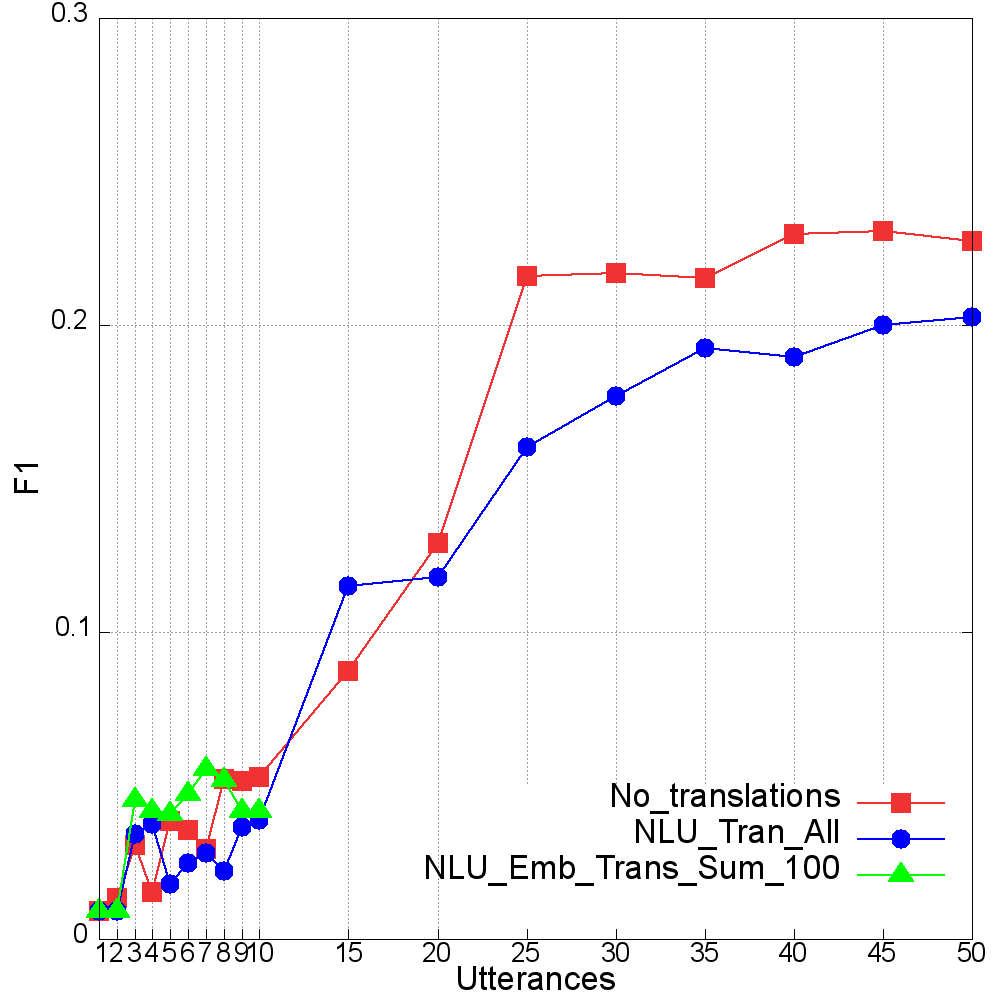 0.3
0.2
0.1
0
F1
1 2 3 4 5 6 7 8 9 10 15 20 25 30 35 40 45 50
Utterances
No_translations
NLU_Tran_All
NLU_Emb_Trans_Sum_100